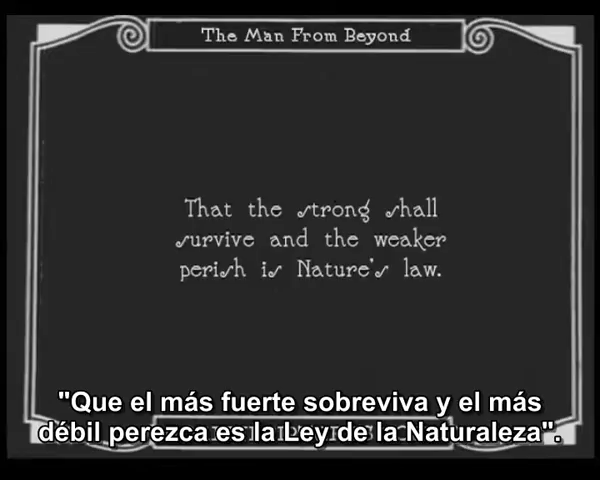 The Man From Beyond
That the strong shall
survive and the weaker
perish is Nature's law.
"Que el más fuerte sobreviva y el más
débil perezca es la Ley de la Naturaleza".